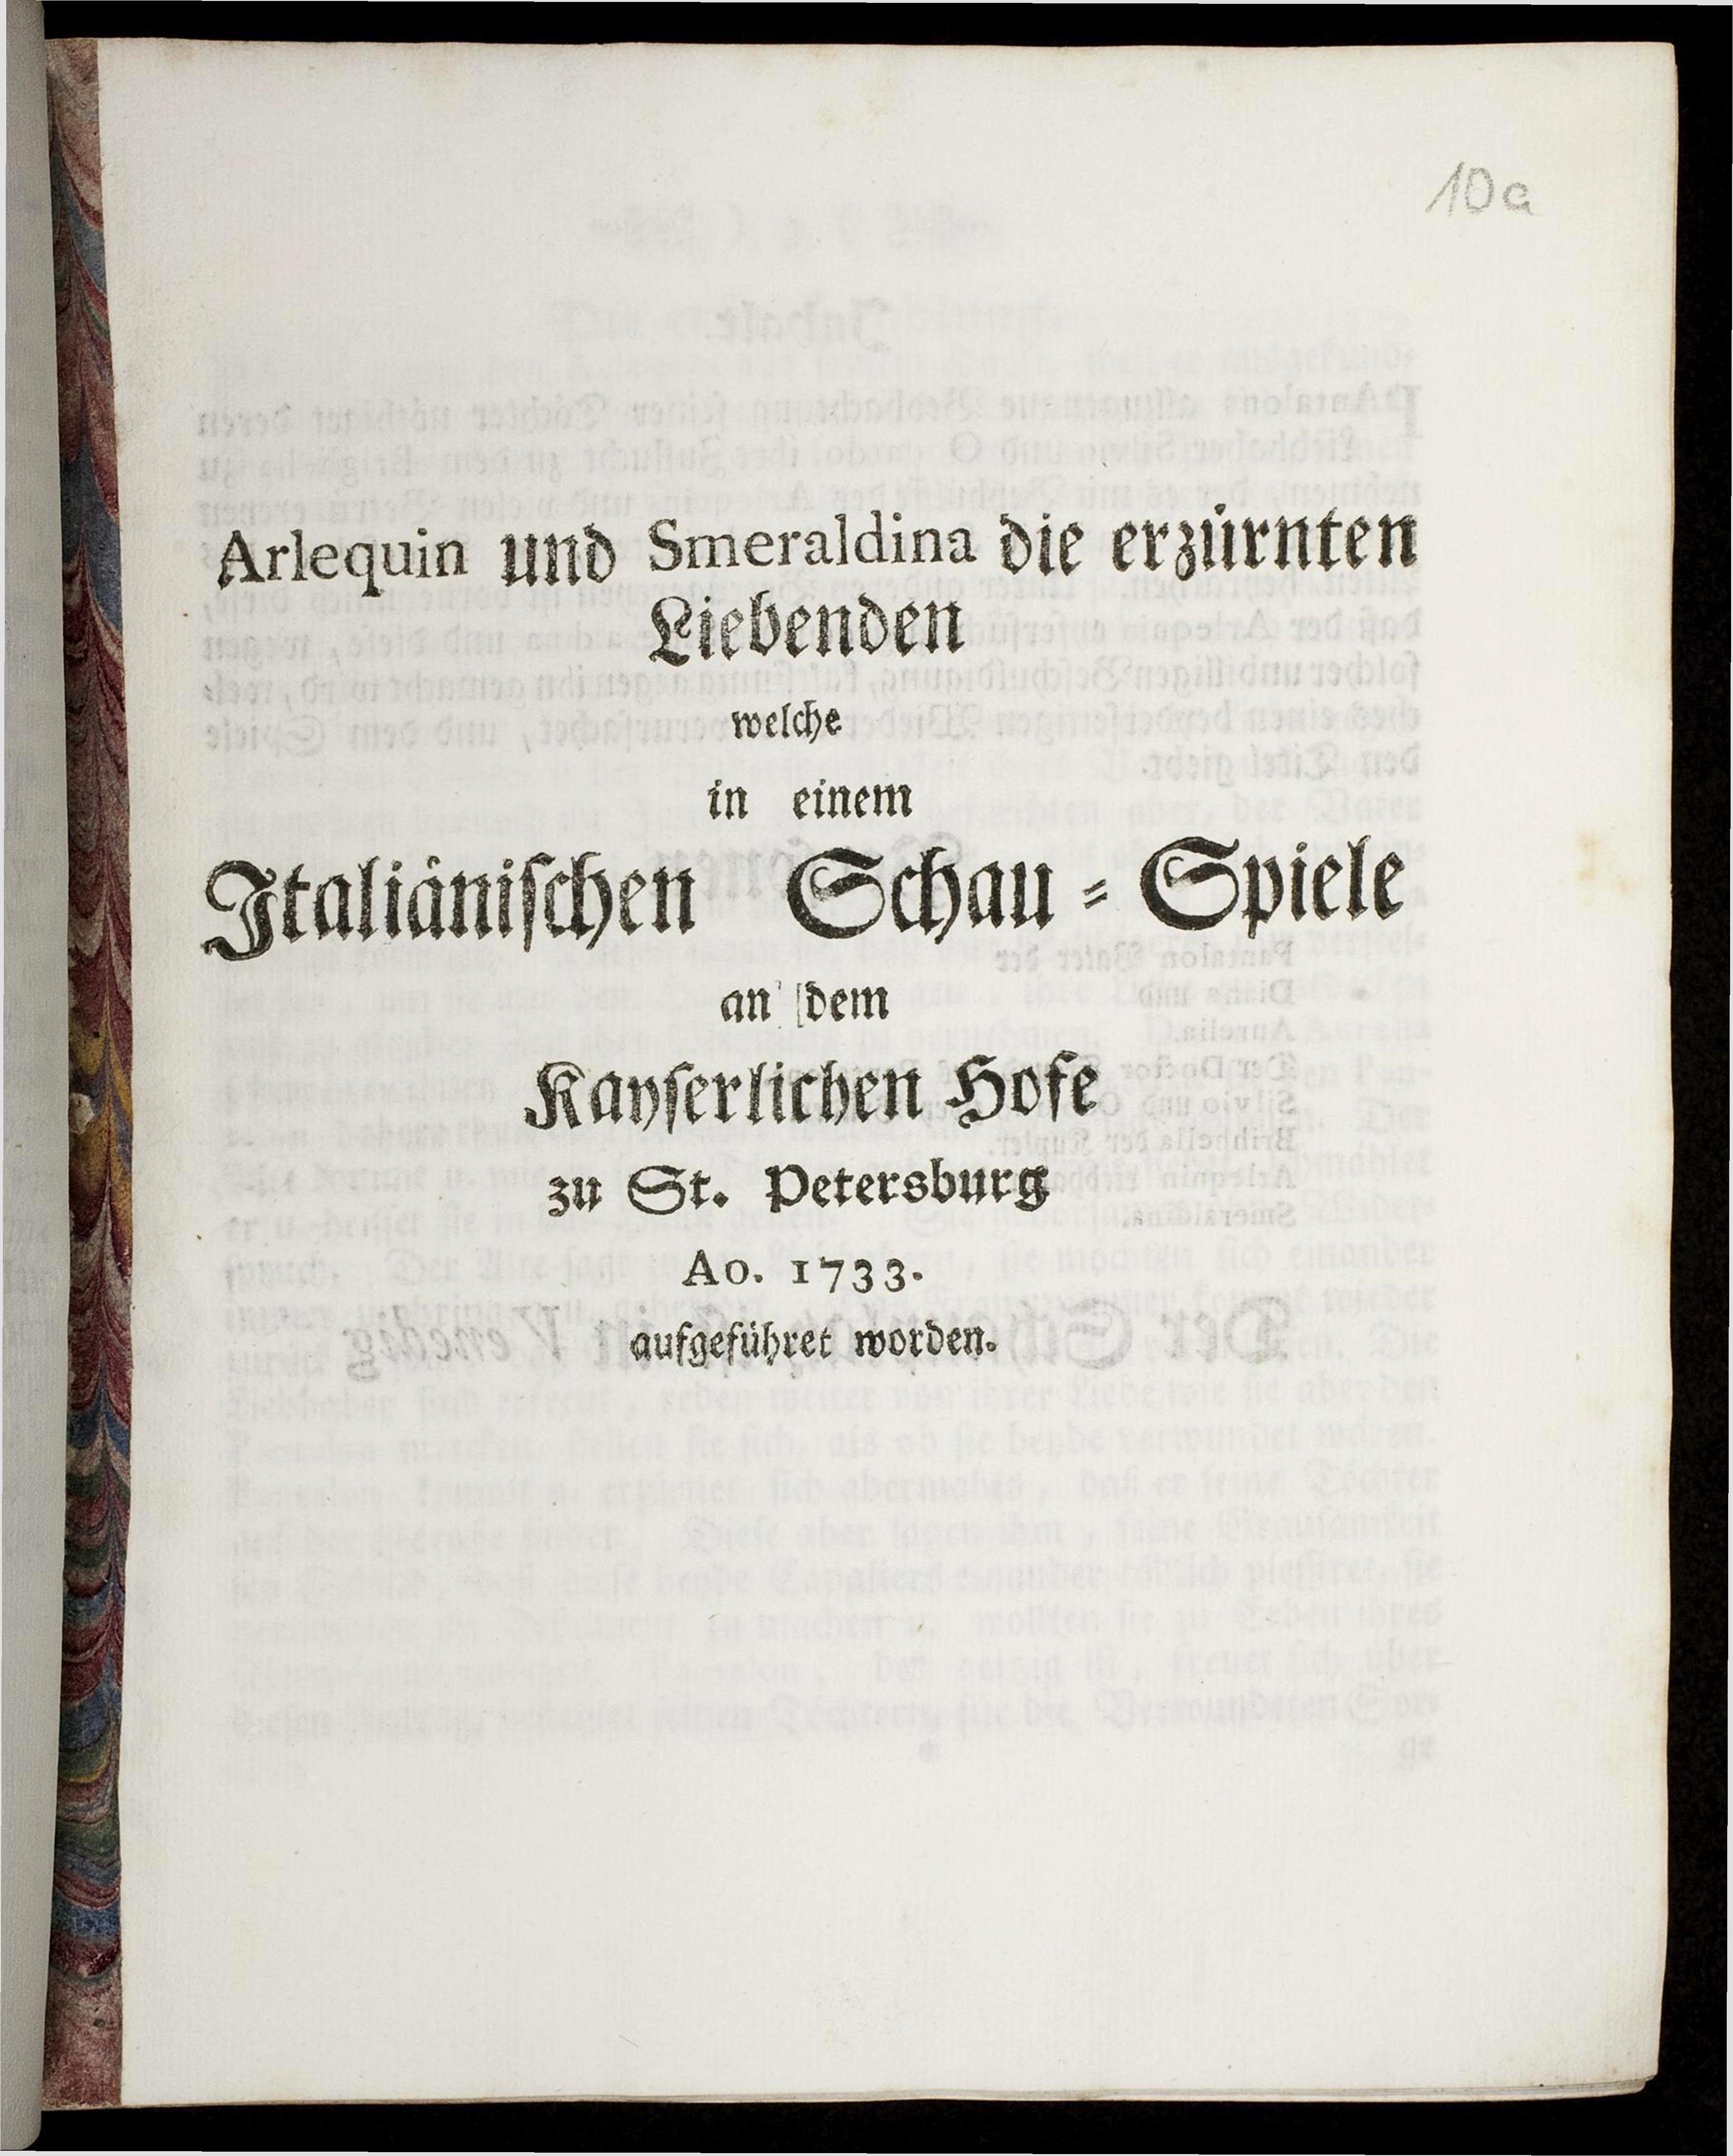 10a
Arlequin und Smeraldina die erzürnten
Liebenden
welche
in einem
Italiänischen Schau = Spiele
an dem
Kayserlichen Hofe
zu St. Petersburg
Ao. 1733.
aufgeführet worden.